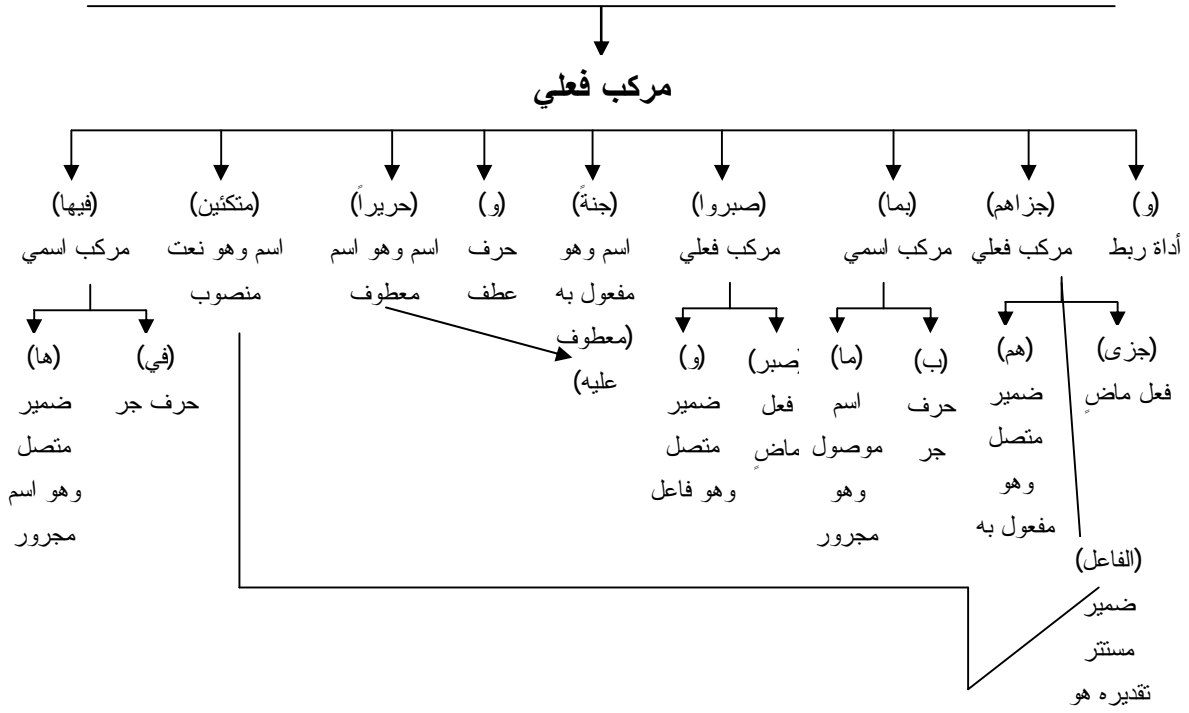 مركب فعلي
(و) (جزاهم) (بما) (صبروا) (جنةً) (و) (حريراً) (متكئين) (فيها)
أداة ربط مركب فعلي مركب اسمي مركب فعلي اسم وهو حرف اسم وهو اسم اسم وهو نعت مركب اسمي
مفعول به عطف معطوف منصوب
(معطوف
عليه)
(جزى)
فعل ماضٍ
(هم)
ضمير
متصل
وهو
مفعول به
(الفاعل)
ضمير
مستتر
تقديره هو
(ب)
حرف
جر
(ما)
اسم
موصول
وهو
مجرور
صبر)
فعل
ماضٍ
(و)
ضمير
متصل
وهو فاعل
(في)
حرف جر
(ها)
ضمير
متصل
وهو اسم
مجرور